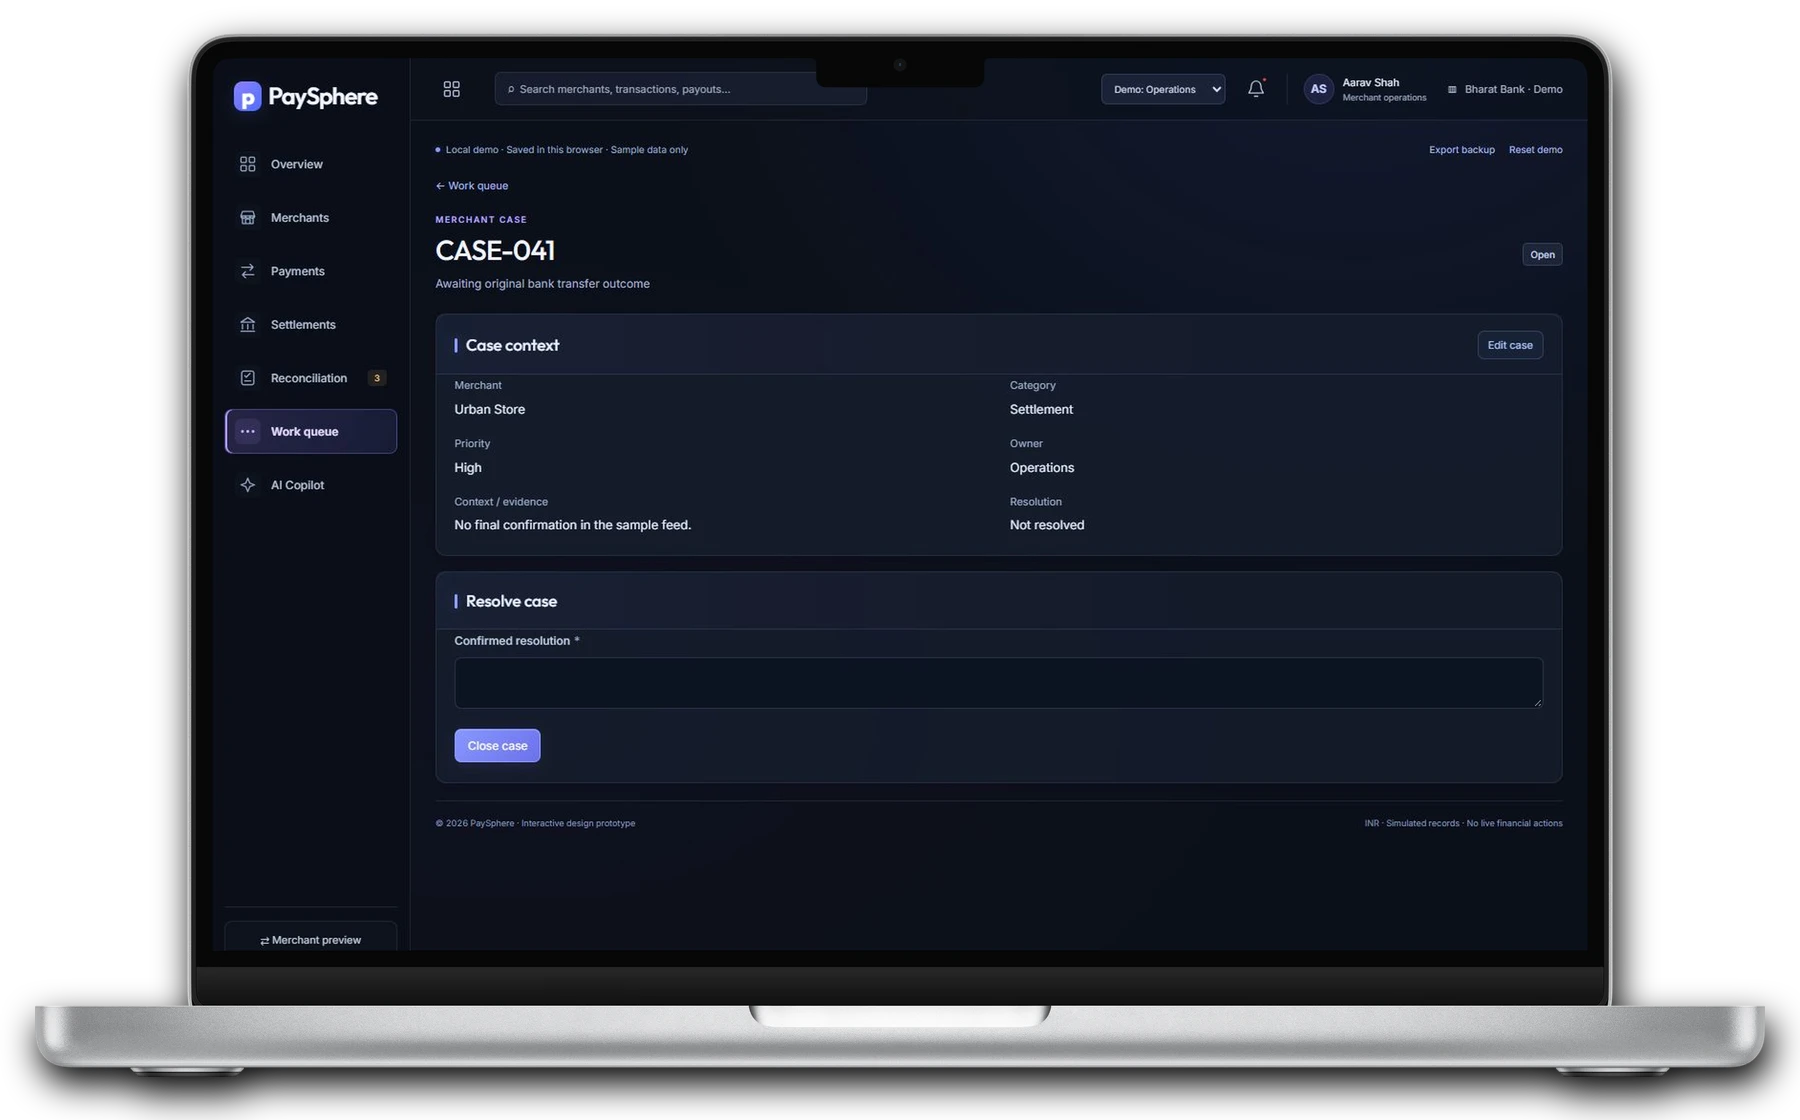 PaySphere
Search merchants, transactions, payouts...
Demo: Operations
AS
Aarav Shah
Merchant operations
Bharat Bank · Demo
Overview
Merchants
Payments
Settlements
Reconciliation 3
Work queue
AI Copilot
⇄ Merchant preview
Local demo · Saved in this browser · Sample data only
Export backup Reset demo
← Work queue
MERCHANT CASE
CASE-041
Open
Awaiting original bank transfer outcome
Case context
Edit case
Merchant
Urban Store
Category
Settlement
Priority
High
Owner
Operations
Context / evidence
No final confirmation in the sample feed.
Resolution
Not resolved
Resolve case
Confirmed resolution *
Close case
© 2026 PaySphere · Interactive design prototype
INR · Simulated records · No live financial actions